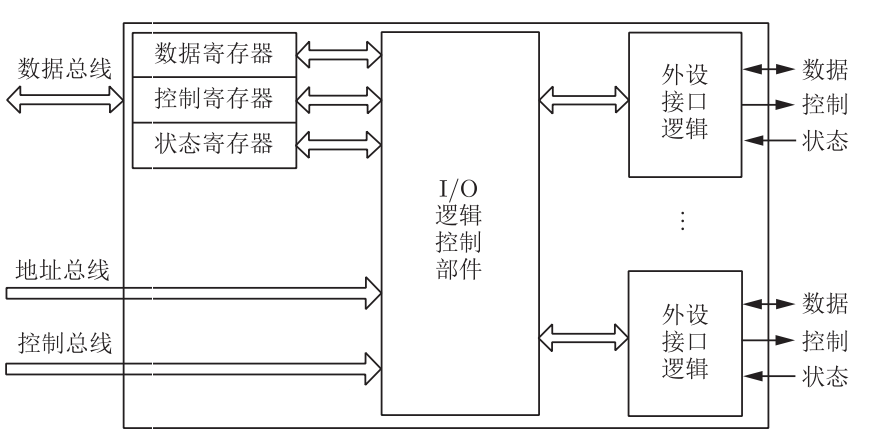 数据总线
数据寄存器
控制寄存器
状态寄存器
地址总线
控制总线
I/O
逻辑
控制
部件
外设
接口
逻辑
数据
控制
状态
⋮
外设
接口
逻辑
数据
控制
状态